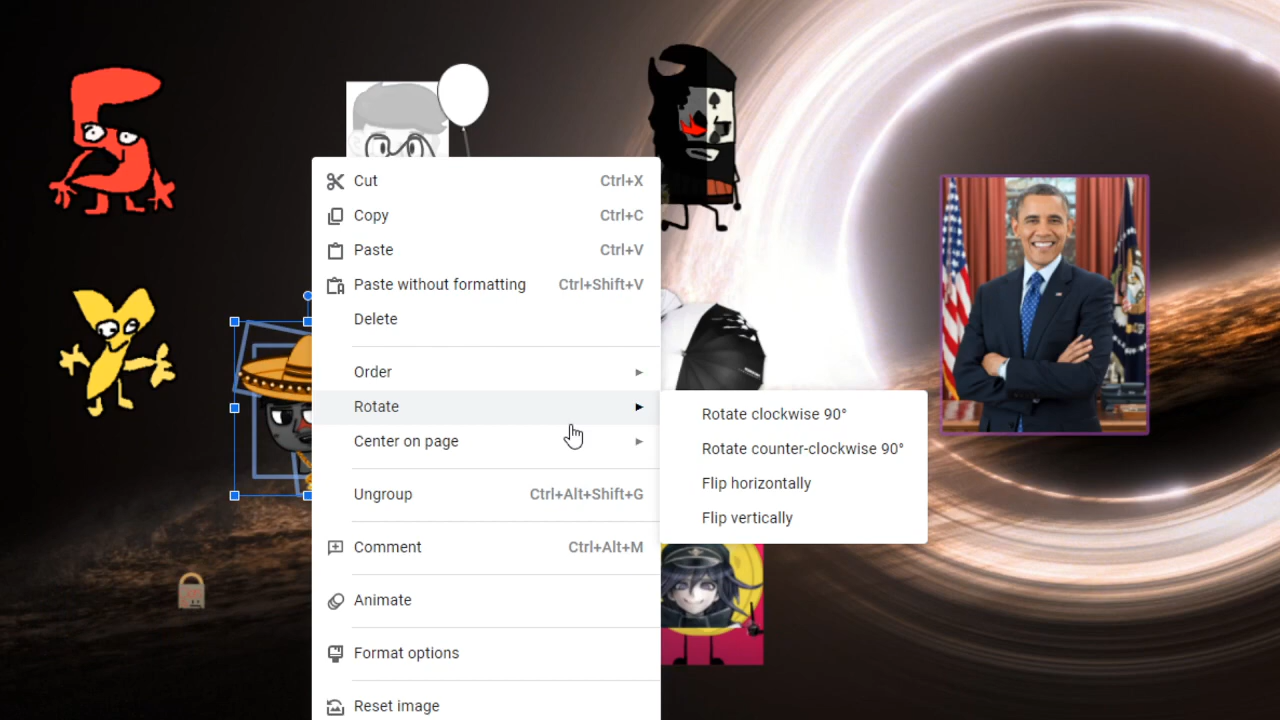 Cut Ctrl+X
Copy Ctrl+C
Paste Ctrl+V
Paste without formatting Ctrl+Shift+V
Delete
Order
Rotate
Center on page
Ungroup Ctrl+Alt+Shift+G
Comment Ctrl+Alt+M
Animate
Format options
Reset image
Rotate clockwise 90°
Rotate counter-clockwise 90°
Flip horizontally
Flip vertically